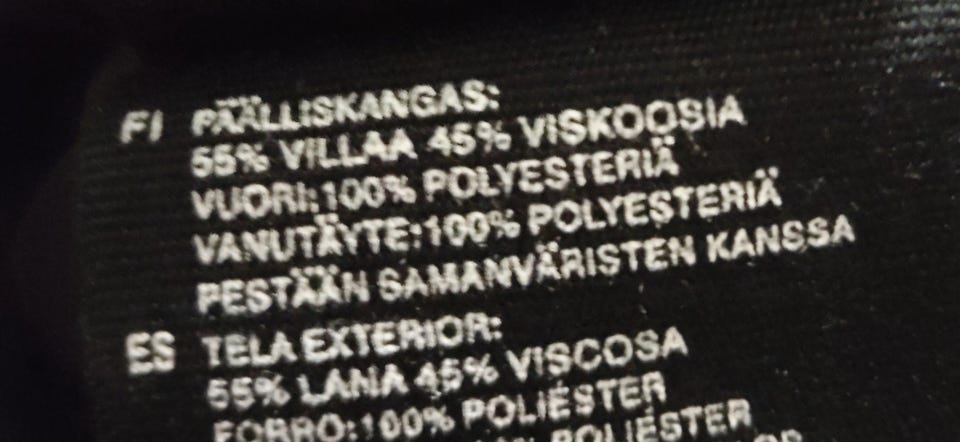 FI PÄÄLLISKANGAS:
55% VILLAA 45% VISKOOSIA
VUORI:100% POLYESTERIÄ
VANUTÄYTE:100% POLYESTERIÄ
PESTÄÄN SAMANVÄRISTEN KANSSA
ES TELA EXTERIOR:
55% LANA 45% VISCOSA
FORRO:100% POLIÉSTER
POLIÉSTER